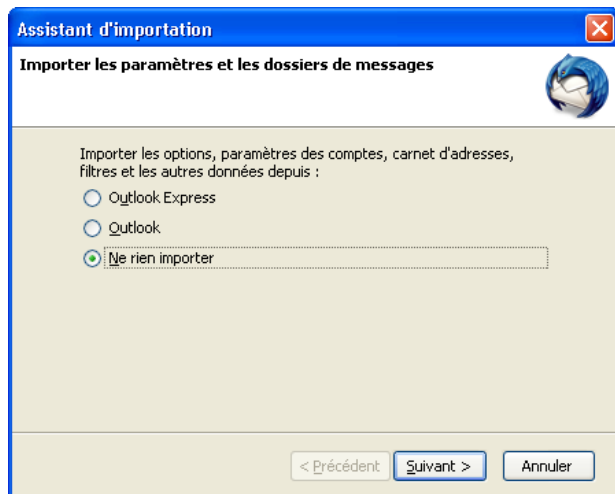 Assistant d'importation
Importer les paramètres et les dossiers de messages
Importer les options, paramètres des comptes, carnet d'adresses,
filtres et les autres données depuis :
Outlook Express
Outlook
Ne rien importer
< Précédent Suivant > Annuler